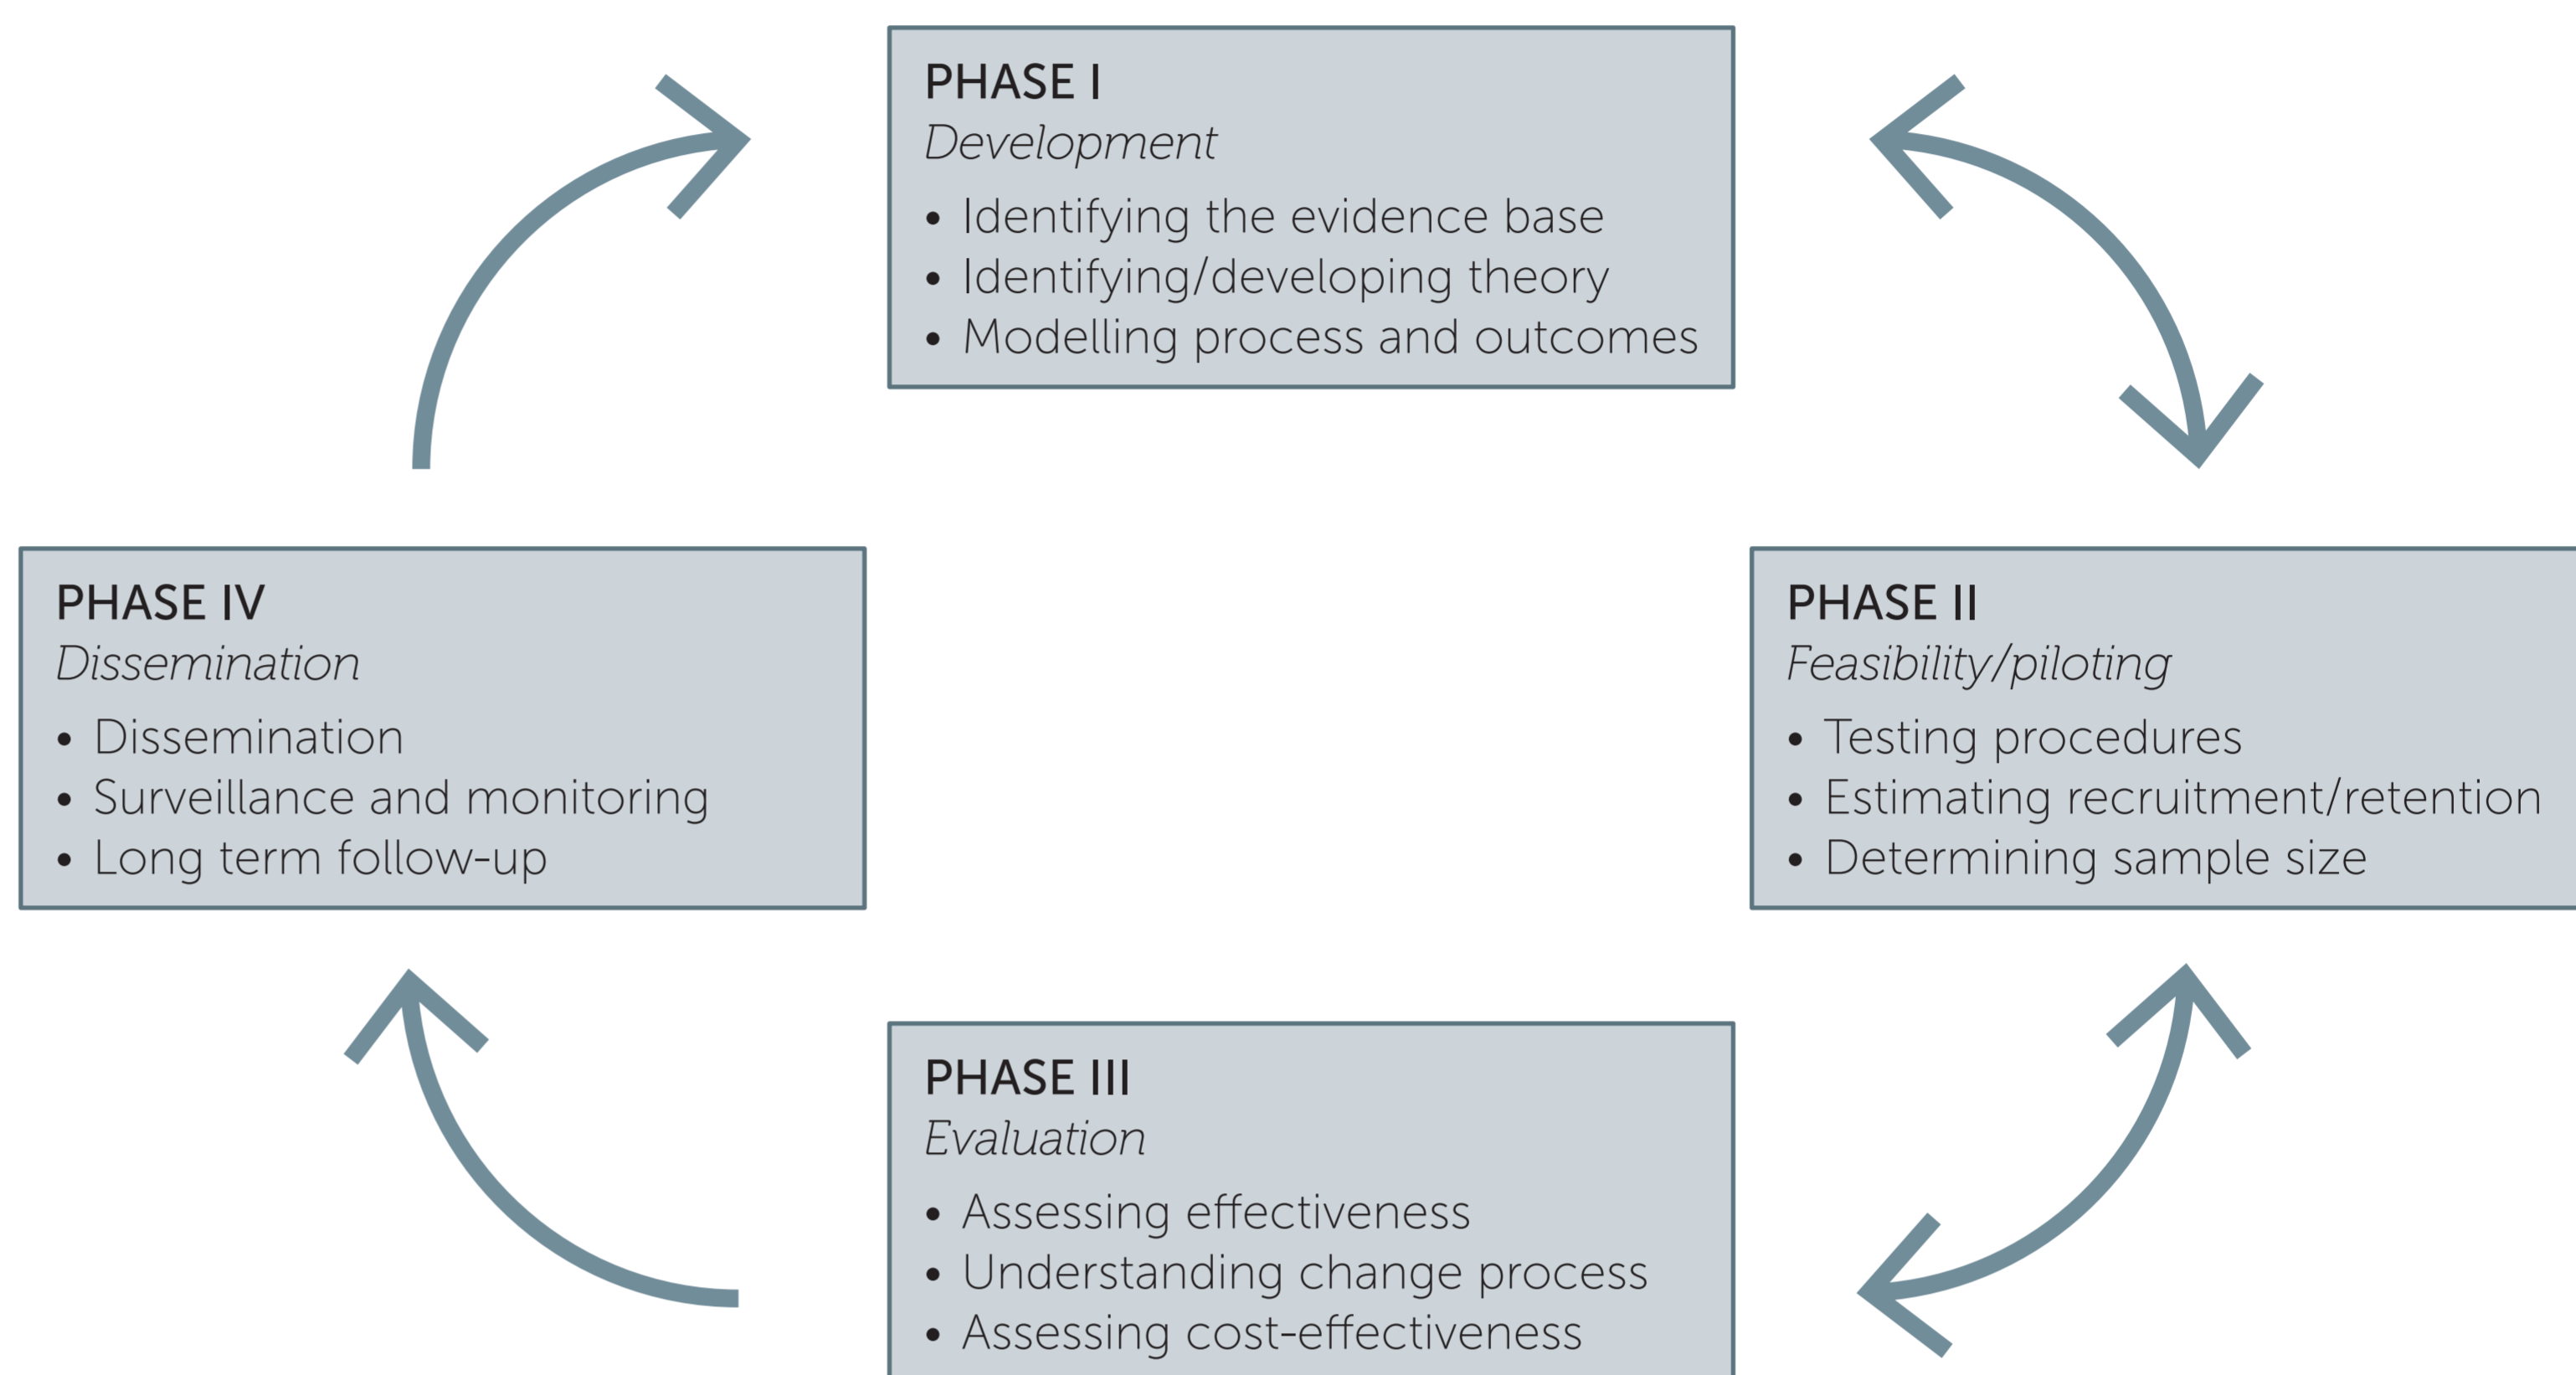 PHASE I
Development
• Identifying the evidence base
• Identifying/developing theory
• Modelling process and outcomes
PHASE IV
Dissemination
• Dissemination
• Surveillance and monitoring
• Long term follow-up
PHASE II
Feasibility/piloting
• Testing procedures
• Estimating recruitment/retention
• Determining sample size
PHASE III
Evaluation
• Assessing effectiveness
• Understanding change process
• Assessing cost-effectiveness